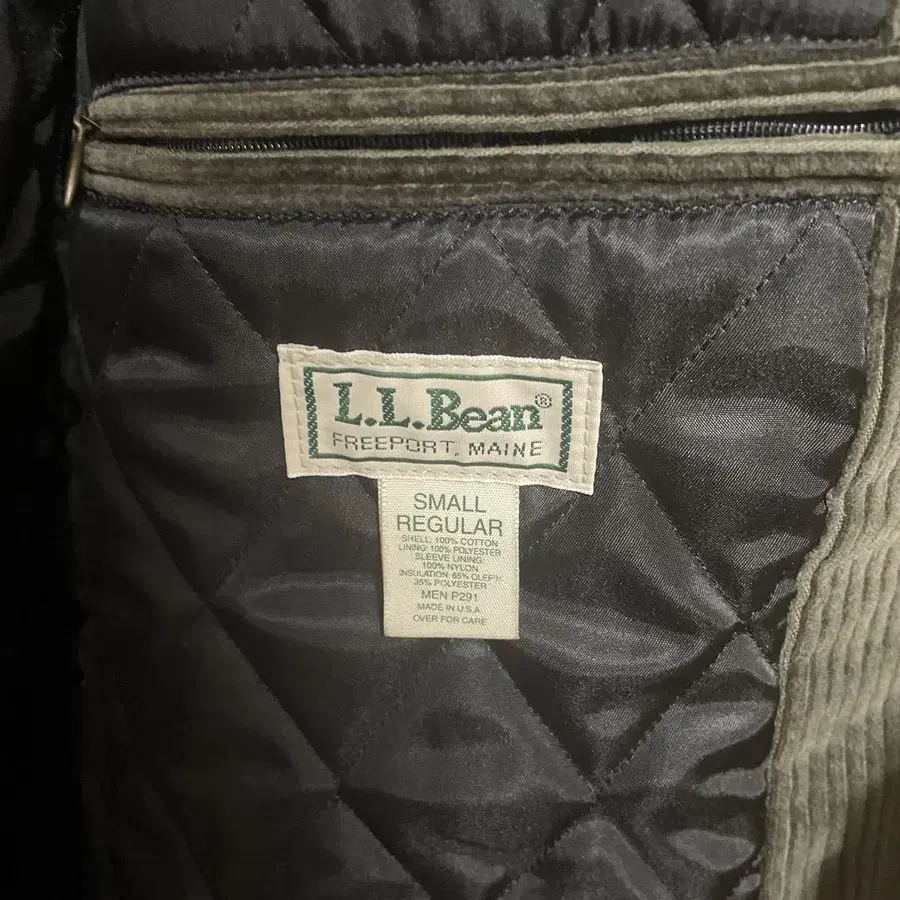 L.L.Bean®
FREEPORT, MAINE
SMALL
REGULAR
SHELL: 100% COTTON
LINING: 100% POLYESTER
SLEEVE LINING:
100% NYLON
INSULATION: 65% OLEFIN
35% POLYESTER
MEN P291
MADE IN U.S.A.
OVER FOR CARE